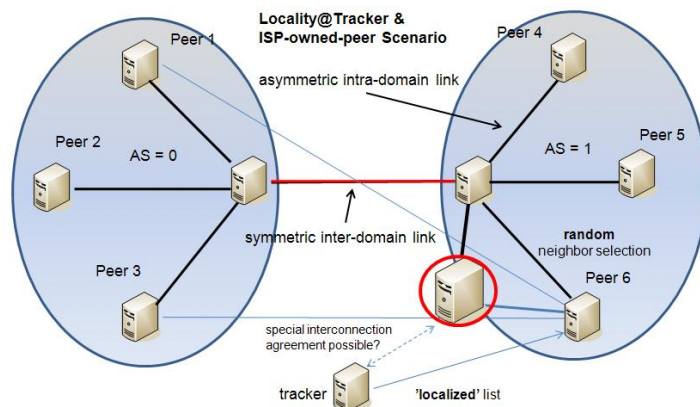 Locality@Tracker &
ISP-owned-peer Scenario
Peer 1
Peer 4
asymmetric intra-domain link
Peer 2
AS = 0
Peer 5
AS = 1
symmetric inter-domain link
random
neighbor selection
Peer 3
Peer 6
special interconnection
agreement possible?
tracker
'localized' list